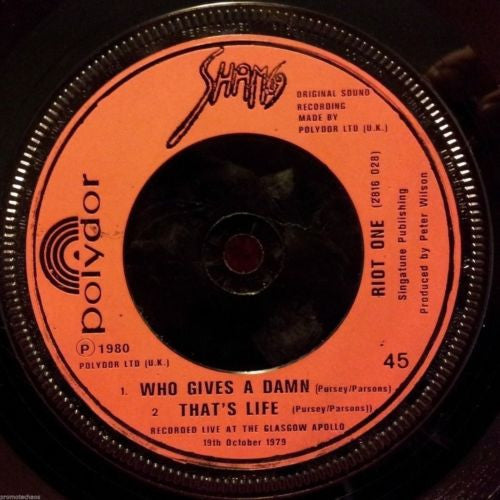 SHAM69
ORIGINAL SOUND
RECORDING
MADE BY
POLYDOR LTD (U.K.)
polydor
RIOT ONE (2816 028)
Singatune Publishing
Produced by Peter Wilson
℗ 1980
POLYDOR LTD (U.K.)
45
1. WHO GIVES A DAMN (Pursey/Parsons)
2 THAT'S LIFE (Pursey/Parsons))
RECORDED LIVE AT THE GLASGOW APOLLO
19th October 1979
promotechaos